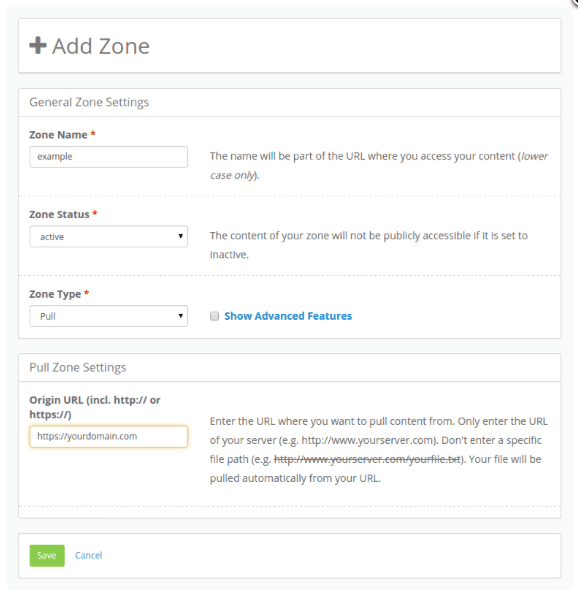 Add Zone
General Zone Settings
Zone Name *
example
The name will be part of the URL where you access your content (lower
case only).
Zone Status *
active
The content of your zone will not be publicly accessible if it is set to
inactive.
Zone Type *
Pull
Show Advanced Features
Pull Zone Settings
Origin URL (incl. http:// or
https://)
https://yourdomain.com
Enter the URL where you want to pull content from. Only enter the URL
of your server (e.g. http://www.yourserver.com). Don't enter a specific
file path (e.g. http://www.yourserver.com/yourfile.txt). Your file will be
pulled automatically from your URL.
Save
Cancel